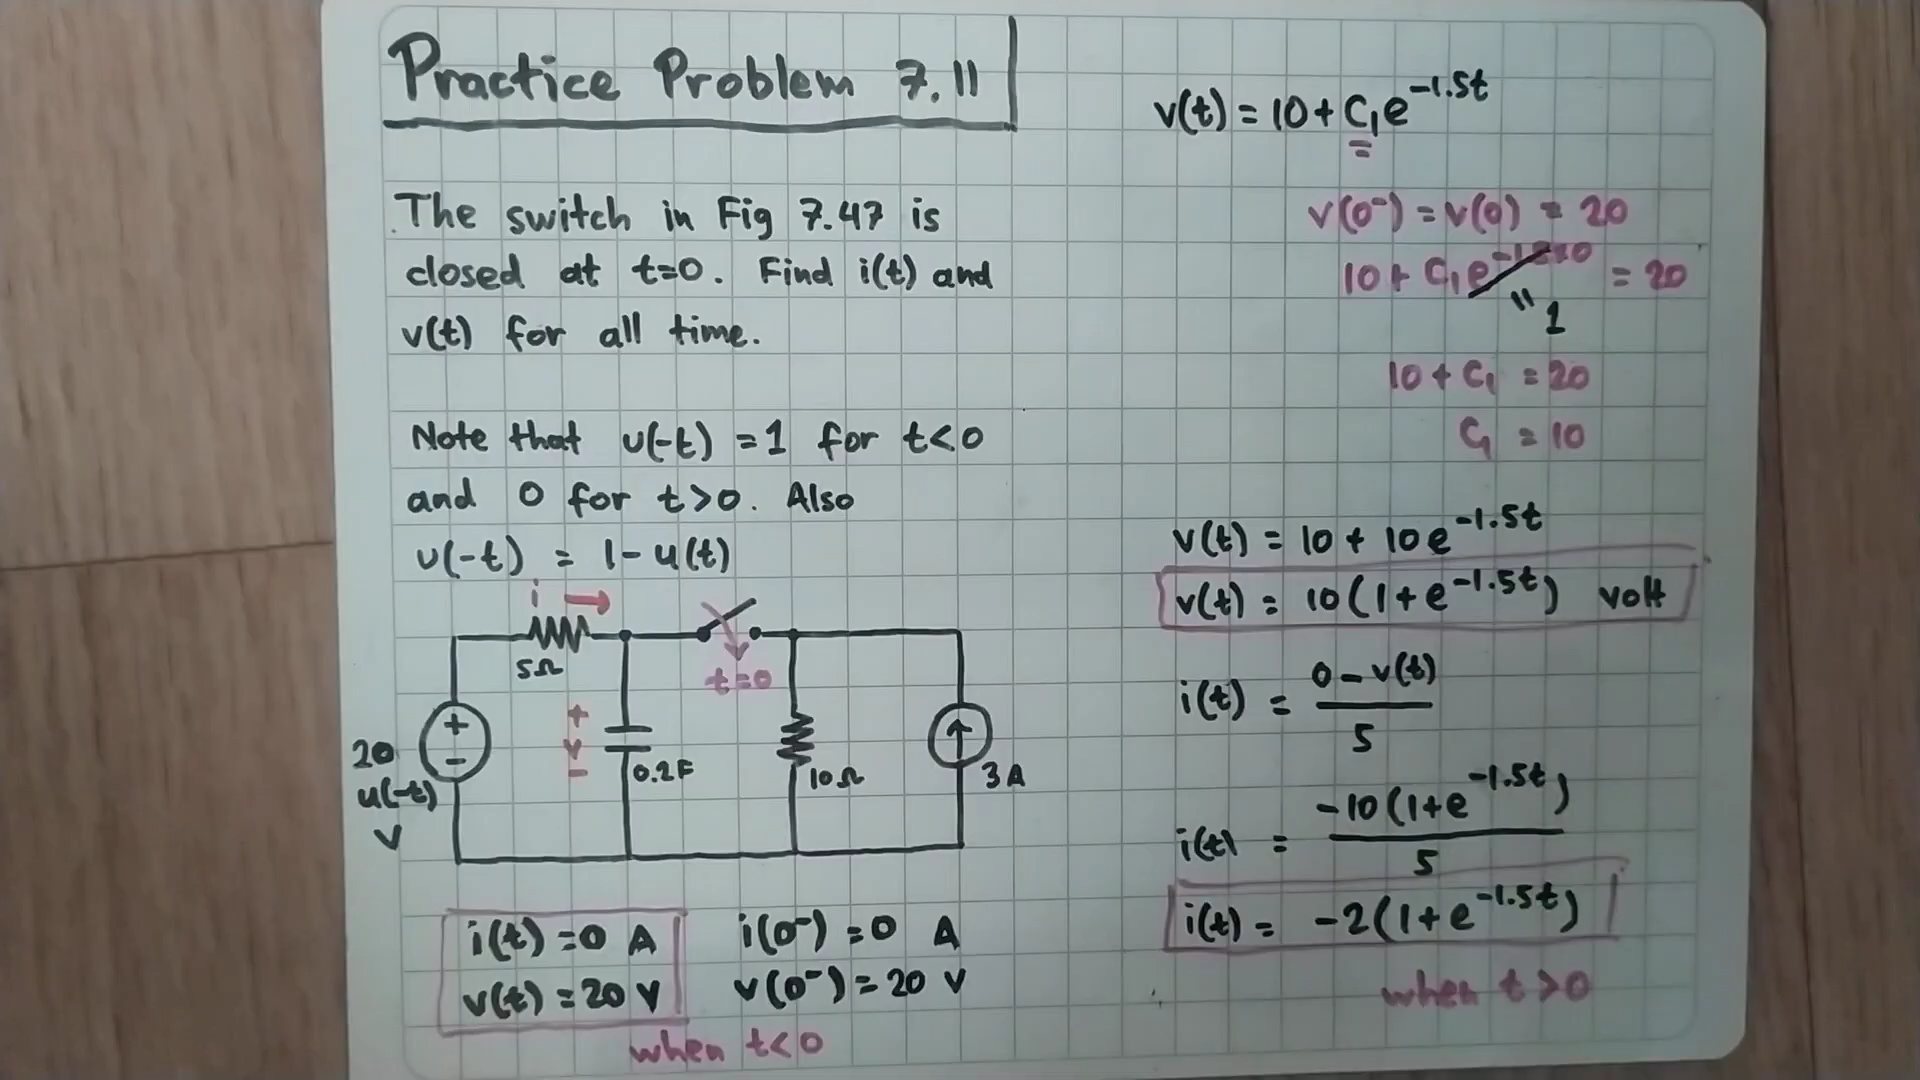 Practice Problem 7.11
The switch in Fig 7.47 is
closed at t=0. Find i(t) and
v(t) for all time.
Note that u(-t) = 1 for t<0
and 0 for t>0. Also
u(-t) = 1-u(t)
i
5Ω
t=0
+
v
-
+
-
20
u(-t)
V
0.2F
10Ω
3A
i(t) = 0 A
v(t) = 20 V
i(0⁻) = 0 A
v(0⁻) = 20 V
when t<0
v(t) = 10 + C₁e^-1.5t
v(0⁻) = v(0) = 20
10 + C₁e = 20
" 1
10 + C₁ = 20
C₁ = 10
v(t) = 10 + 10e^-1.5t
v(t) = 10(1+e^-1.5t) volt
i(t) = 0 - v(t)
5
i(t) = -10(1+e^-1.5t)
5
i(t) = -2(1+e^-1.5t)
when t>0